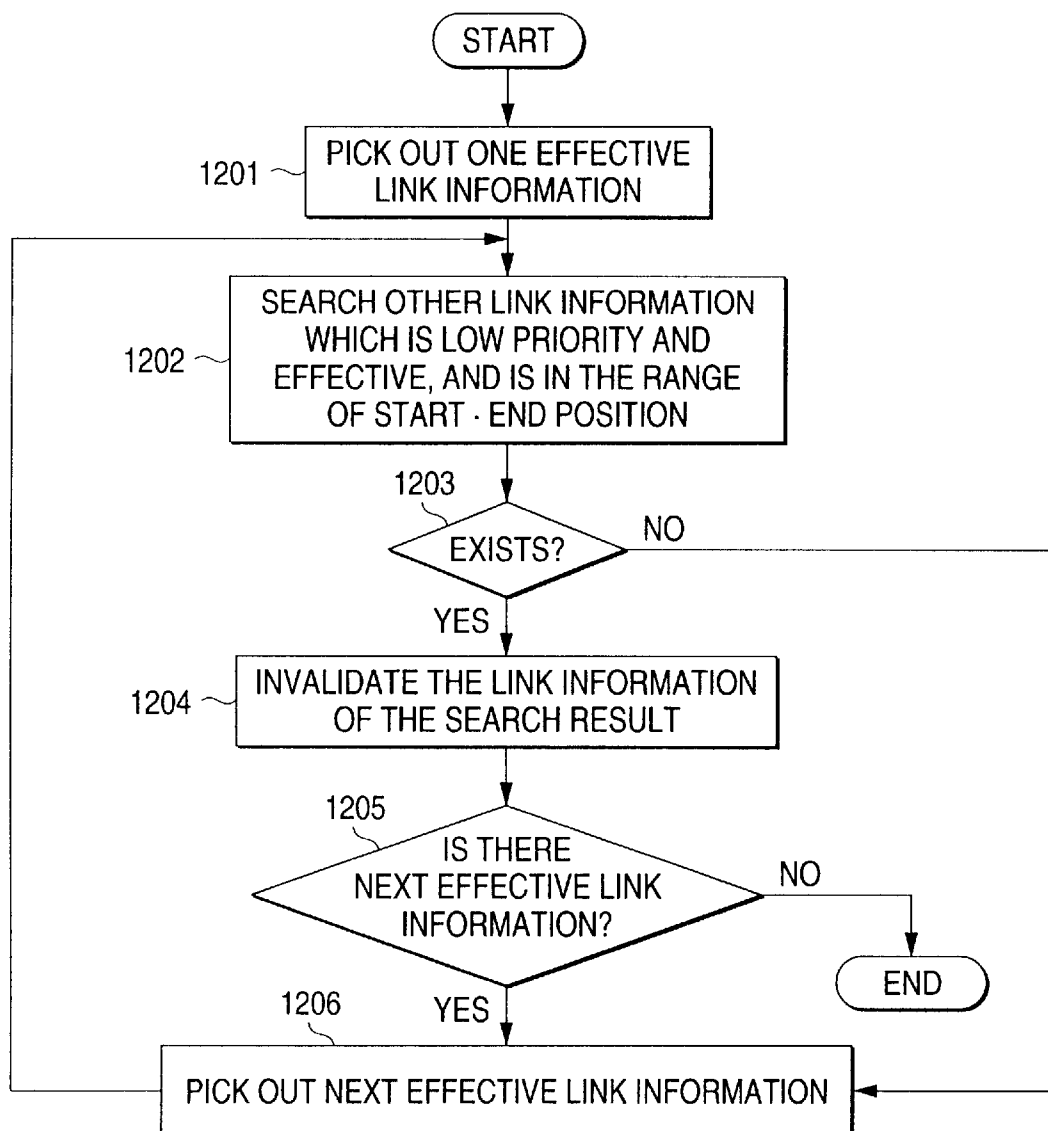 START
1201
PICK OUT ONE EFFECTIVE
LINK INFORMATION
1202
SEARCH OTHER LINK INFORMATION
WHICH IS LOW PRIORITY AND
EFFECTIVE, AND IS IN THE RANGE
OF START · END POSITION
1203
EXISTS?
NO
YES
1204
INVALIDATE THE LINK INFORMATION
OF THE SEARCH RESULT
1205
IS THERE
NEXT EFFECTIVE LINK
INFORMATION?
NO
END
YES
1206
PICK OUT NEXT EFFECTIVE LINK INFORMATION